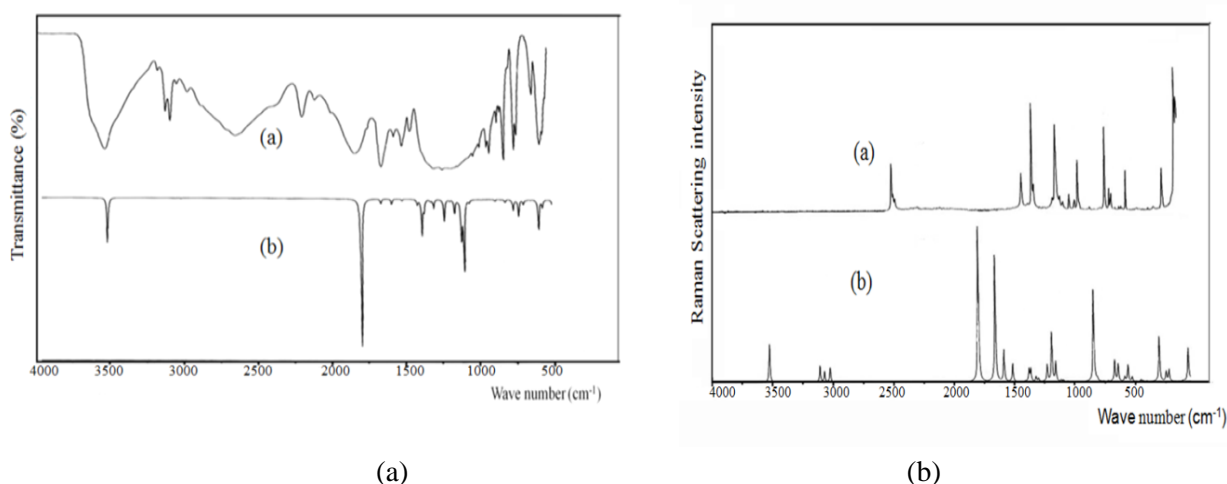 Transmittance (%)
(a)
(b)
4000 3500 3000 2500 2000 1500 1000 500
Wave number (cm-1)
(a)
Raman Scattering intensity
(a)
(b)
4000 3500 3000 2500 2000 1500 1000 500
Wave number (cm-1)
(b)